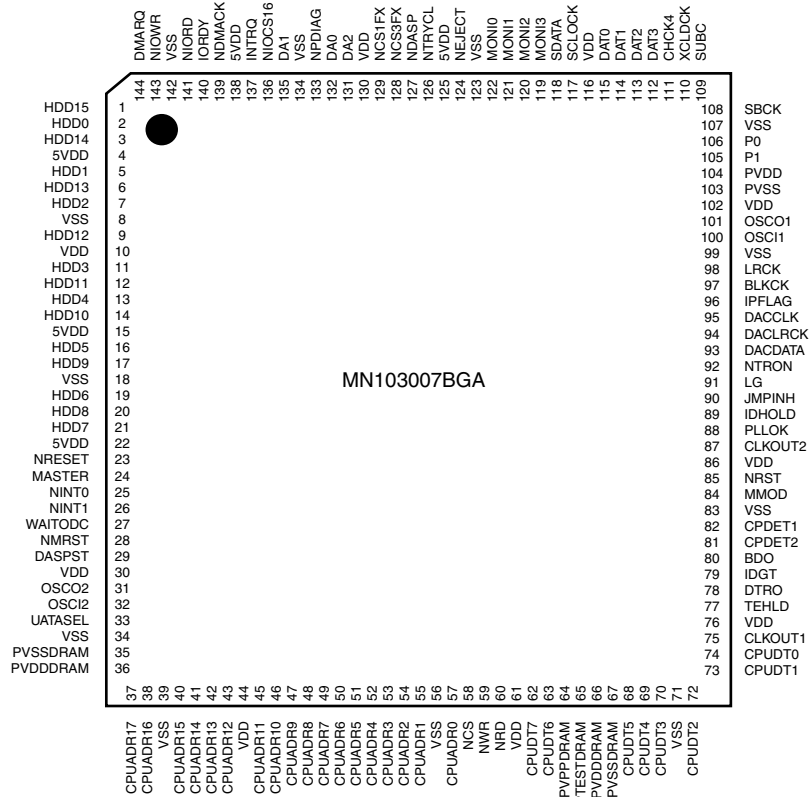 DMARQ
NIOWR
VSS
NIORD
IORDY
NDMACK
5VDD
INTRQ
NIOCS16
DA1
VSS
NPDIAG
DA0
DA2
VDD
NCS1FX
NCS3FX
NDASP
NTRYCL
5VDD
NEJECT
VSS
MONI0
MONI1
MONI2
MONI3
SDATA
SCLOCK
VDD
DAT0
DAT1
DAT2
DAT3
CHCK4
XCLDCK
SUBC
144
143
142
141
140
139
138
137
136
135
134
133
132
131
130
129
128
127
126
125
124
123
122
121
120
119
118
117
116
115
114
113
112
111
110
109
HDD15 1
HDD0 2
HDD14 3
5VDD 4
HDD1 5
HDD13 6
HDD2 7
VSS 8
HDD12 9
VDD 10
HDD3 11
HDD11 12
HDD4 13
HDD10 14
5VDD 15
HDD5 16
HDD9 17
VSS 18
HDD6 19
HDD8 20
HDD7 21
5VDD 22
NRESET 23
MASTER 24
NINT0 25
NINT1 26
WAITODC 27
NMRST 28
DASPST 29
VDD 30
OSCO2 31
OSCI2 32
UATASEL 33
VSS 34
PVSSDRAM 35
PVDDDRAM 36
MN103007BGA
108 SBCK
107 VSS
106 P0
105 P1
104 PVDD
103 PVSS
102 VDD
101 OSCO1
100 OSCI1
99 VSS
98 LRCK
97 BLKCK
96 IPFLAG
95 DACCLK
94 DACLRCK
93 DACDATA
92 NTRON
91 LG
90 JMPINH
89 IDHOLD
88 PLLOK
87 CLKOUT2
86 VDD
85 NRST
84 MMOD
83 VSS
82 CPDET1
81 CPDET2
80 BDO
79 IDGT
78 DTRO
77 TEHLD
76 VDD
75 CLKOUT1
74 CPUDT0
73 CPUDT1
37
38
39
40
41
42
43
44
45
46
47
48
49
50
51
52
53
54
55
56
57
58
59
60
61
62
63
64
65
66
67
68
69
70
71
72
CPUADR17
CPUADR16
VSS
CPUADR15
CPUADR14
CPUADR13
CPUADR12
VDD
CPUADR11
CPUADR10
CPUADR9
CPUADR8
CPUADR7
CPUADR6
CPUADR5
CPUADR4
CPUADR3
CPUADR2
CPUADR1
VSS
CPUADR0
NCS
NWR
NRD
VDD
CPUDT7
CPUDT6
PVPPDRAM
TESTDRAM
PVDDDRAM
PVSSDRAM
CPUDT5
CPUDT4
CPUDT3
VSS
CPUDT2